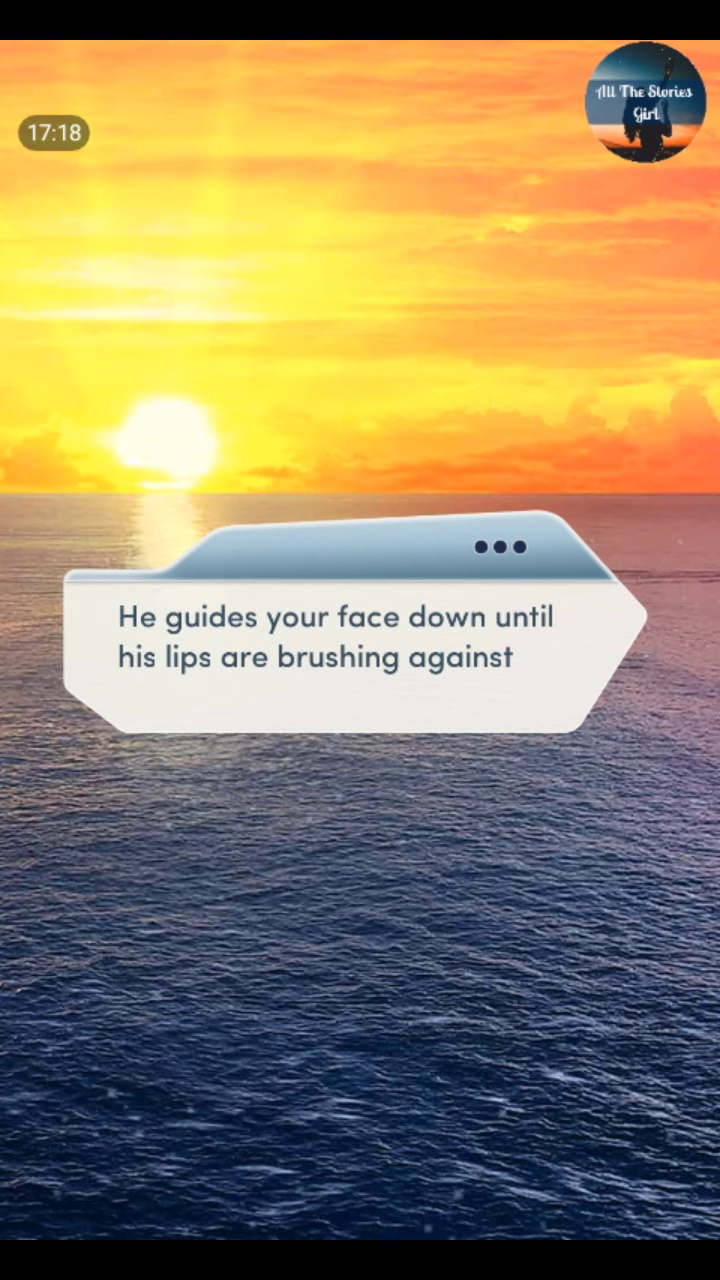 All The Stories
Girl
17:18
He guides your face down until
his lips are brushing against